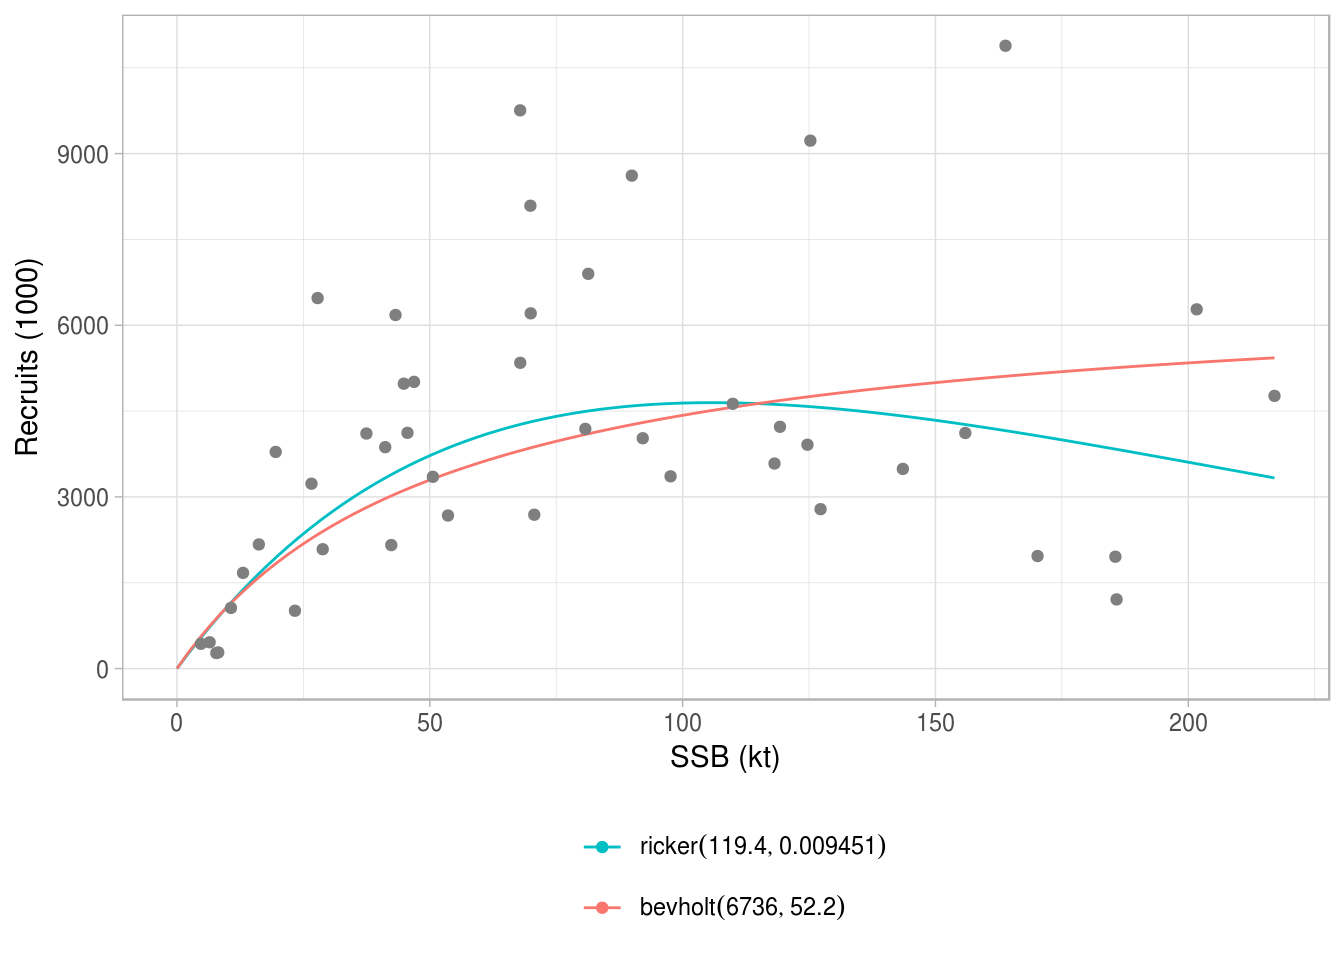 Recruits (1000)
9000
6000
3000
0
0 50 100 150 200
SSB (kt)
ricker(119.4, 0.009451)
bevholt(6736, 52.2)